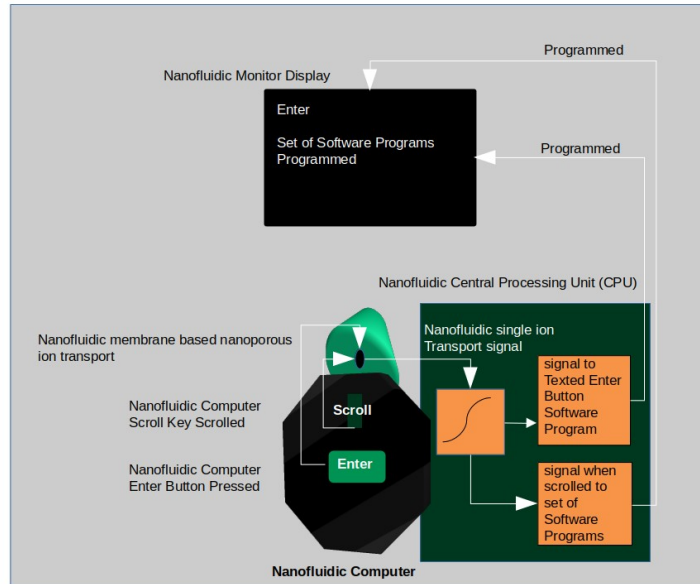 Programmed
Nanofluidic Monitor Display
Enter
Set of Software Programs
Programmed
Programmed
Nanofluidic Central Processing Unit (CPU)
Nanofluidic membrane based nanoporous
ion transport
Nanofluidic single ion
Transport signal
signal to
Texted Enter
Button
Software
Program
Nanofluidic Computer
Scroll Key Scrolled
Scroll
Nanofluidic Computer
Enter Button Pressed
Enter
signal when
scrolled to
set of
Software
Programs
Nanofluidic Computer